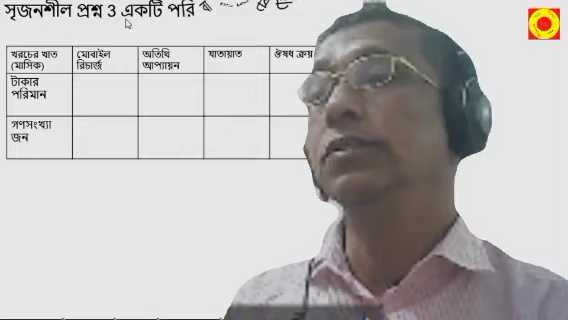 সৃজনশীল প্রশ্ন 3 একটি পরি
খরচের খাত (মাসিক) মোবাইল রিচার্জ অতিথি আপ্যায়ন যাতায়াত ঔষধ ক্রয়
টাকার পরিমান
গণসংখ্যা জন